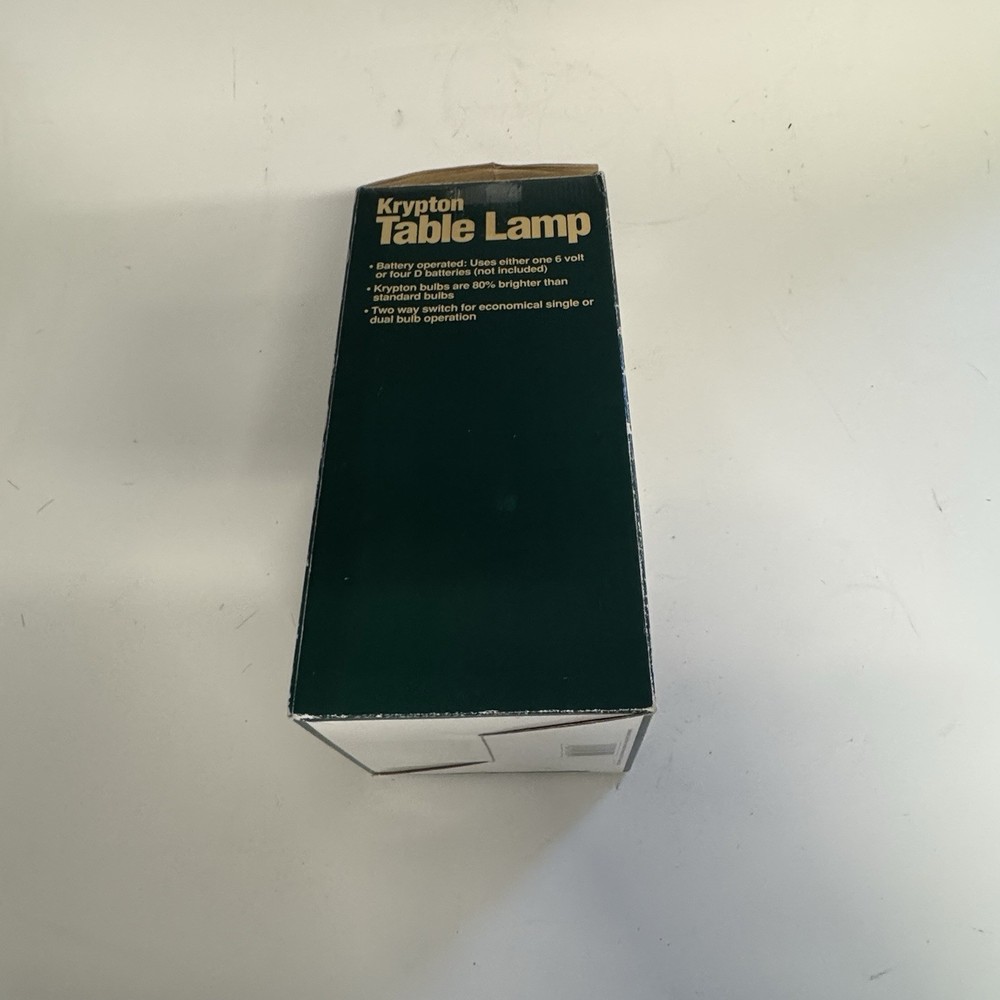 Krypton
Table Lamp
• Battery operated: Uses either one 6 volt
or four D batteries (not included)
• Krypton bulbs are 80% brighter than
standard bulbs
• Two way switch for economical single or
dual bulb operation